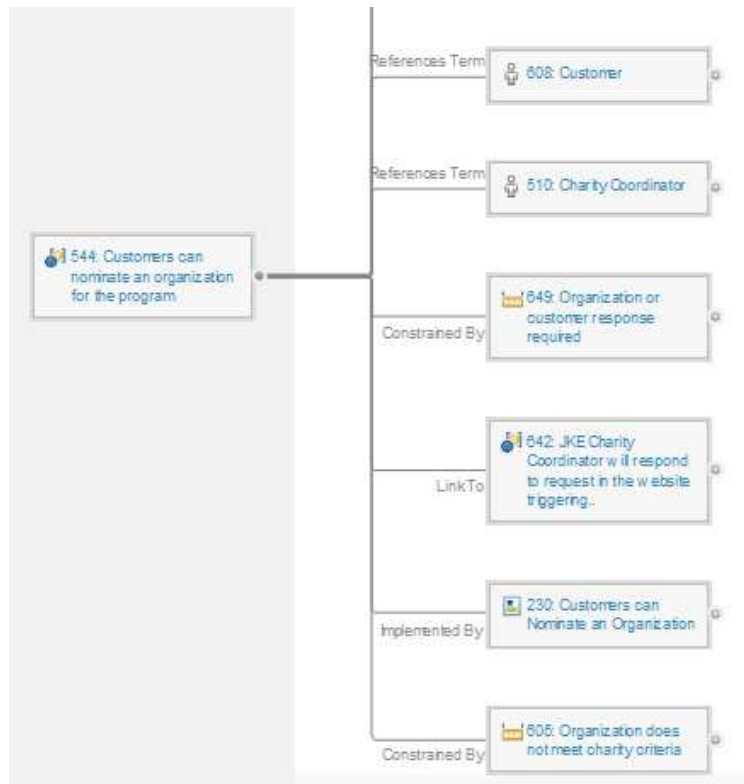 References Term
608: Customer
References Term
510: Charity Coordinator
544: Customers can
nominate an organization
for the program
649: Organization or
customer response
required
Constrained By
642: JKE Charity
Coordinator will respond
to request in the website
triggering..
LinkTo
230: Customers can
Nominate an Organization
Implemented By
605: Organization does
not meet charity criteria
Constrained By